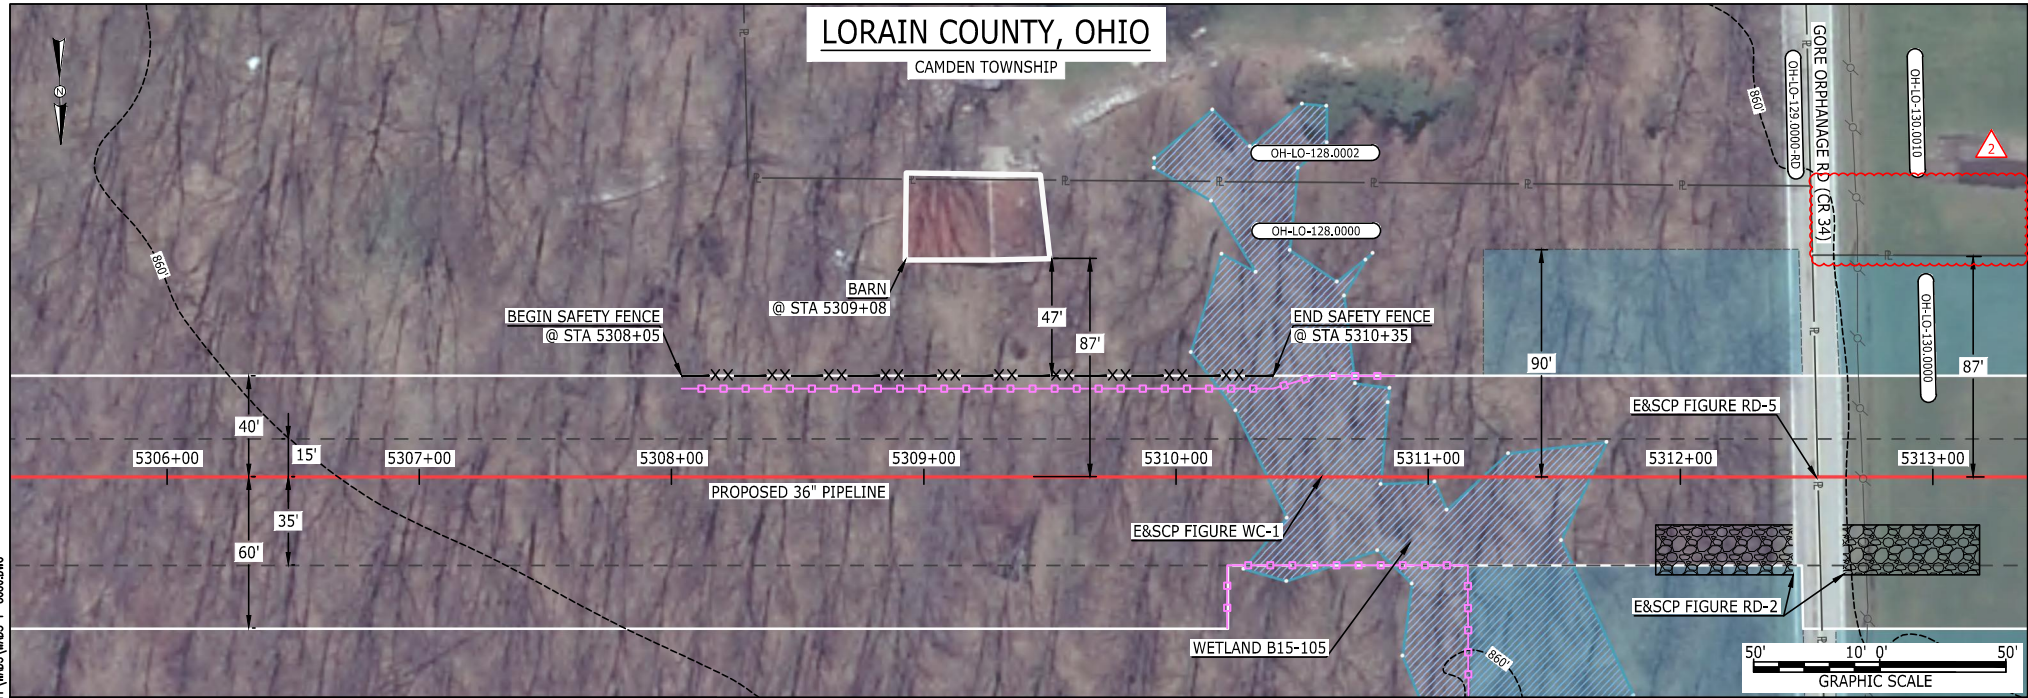 LORAIN COUNTY, OHIO
CAMDEN TOWNSHIP
N
860'
BARN
@ STA 5309+08
BEGIN SAFETY FENCE
@ STA 5308+05
END SAFETY FENCE
@ STA 5310+35
47'
87'
90'
87'
OH-LO-128.0002
OH-LO-128.0000
860'
OH-LO-129.0000-RD
GORE ORPHANAGE RD (CR 34)
OH-LO-130.0010
2
OH-LO-130.0000
E&SCP FIGURE RD-5
40'
15'
5306+00
5307+00
5308+00
5309+00
5310+00
5311+00
5312+00
5313+00
PROPOSED 36" PIPELINE
35'
60'
E&SCP FIGURE WC-1
WETLAND B15-105
860'
E&SCP FIGURE RD-2
50' 10' 0' 50'
GRAPHIC SCALE